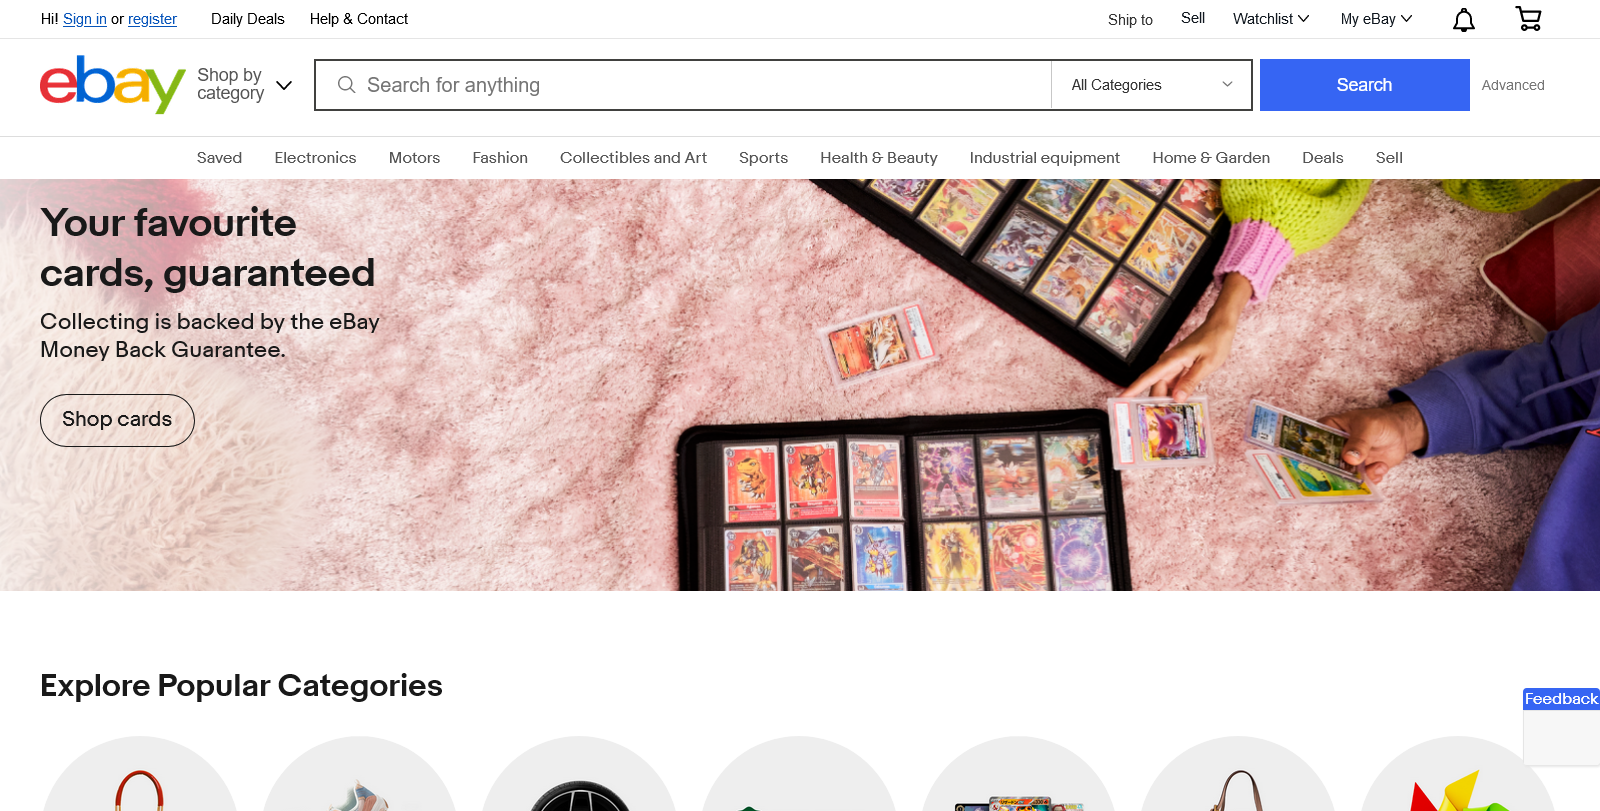 Hi! Sign in or register
Daily Deals
Help & Contact
Ship to
Sell
Watchlist
My eBay
ebay
Shop by
category
Search for anything
All Categories
Search
Advanced
Saved
Electronics
Motors
Fashion
Collectibles and Art
Sports
Health & Beauty
Industrial equipment
Home & Garden
Deals
Sell
Your favourite
cards, guaranteed
Collecting is backed by the eBay
Money Back Guarantee.
Shop cards
Explore Popular Categories
Feedback